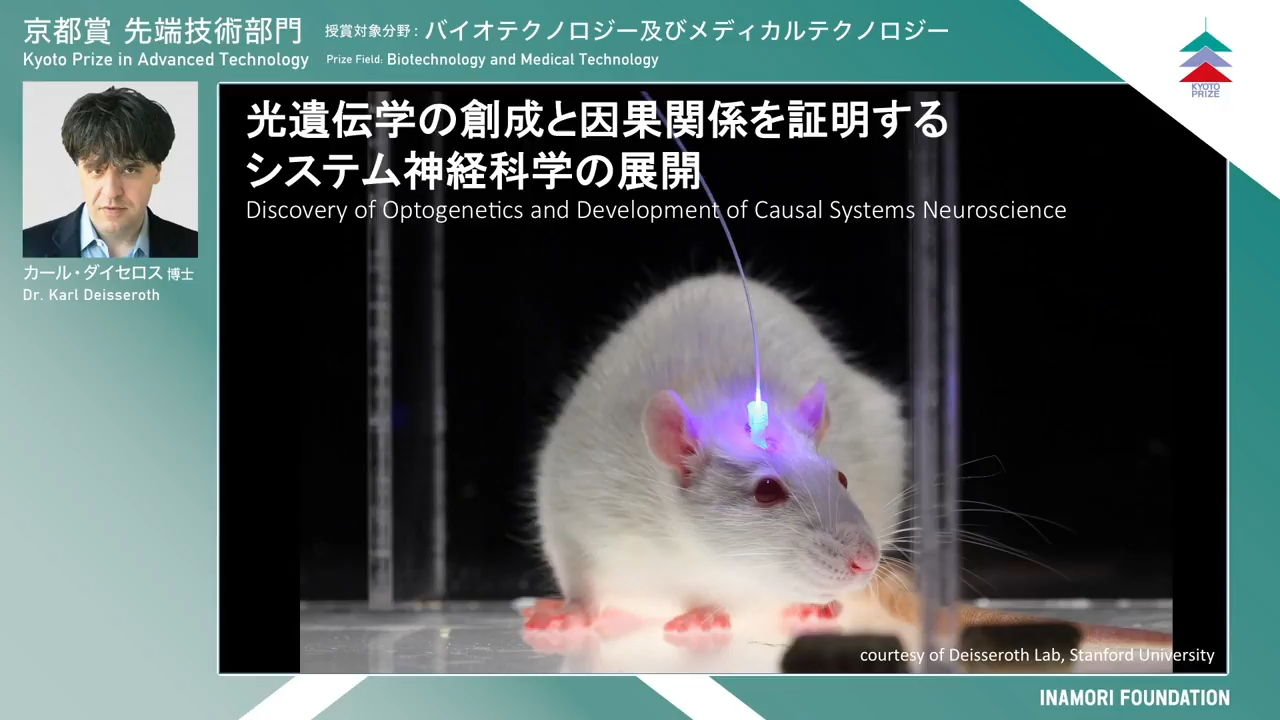 京都賞 先端技術部門 授賞対象分野: バイオテクノロジー及びメディカルテクノロジー
Kyoto Prize in Advanced Technology Prize Field: Biotechnology and Medical Technology
KYOTO
PRIZE
光遺伝学の創成と因果関係を証明する
システム神経科学の展開
Discovery of Optogenetics and Development of Causal Systems Neuroscience
カール・ダイセロス 博士
Dr. Karl Deisseroth
courtesy of Deisseroth Lab, Stanford University
INAMORI FOUNDATION